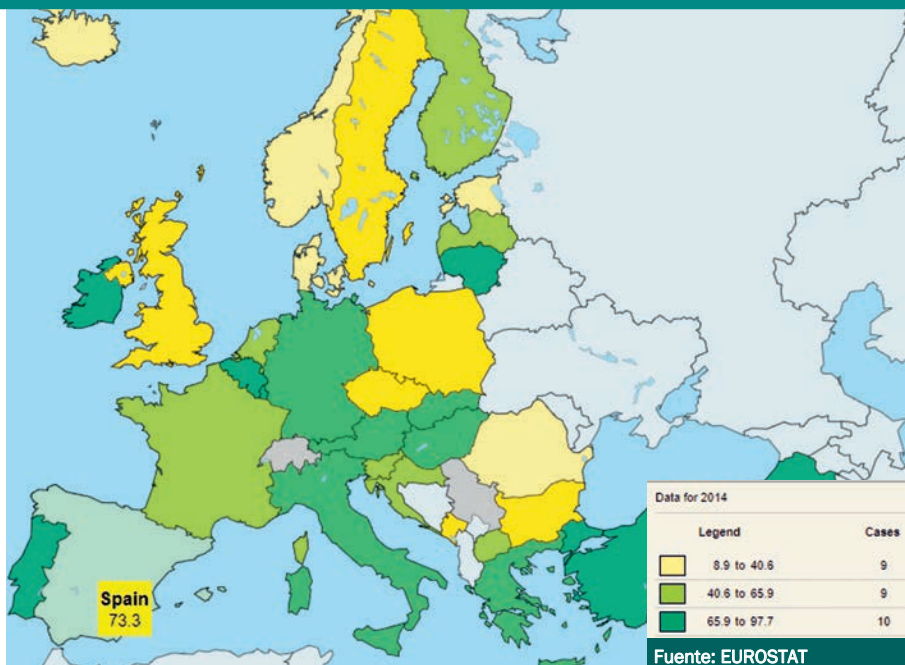 Spain
73.3
Data for 2014
Legend Cases
8.9 to 40.6 9
40.6 to 65.9 9
65.9 to 97.7 10
Fuente: EUROSTAT